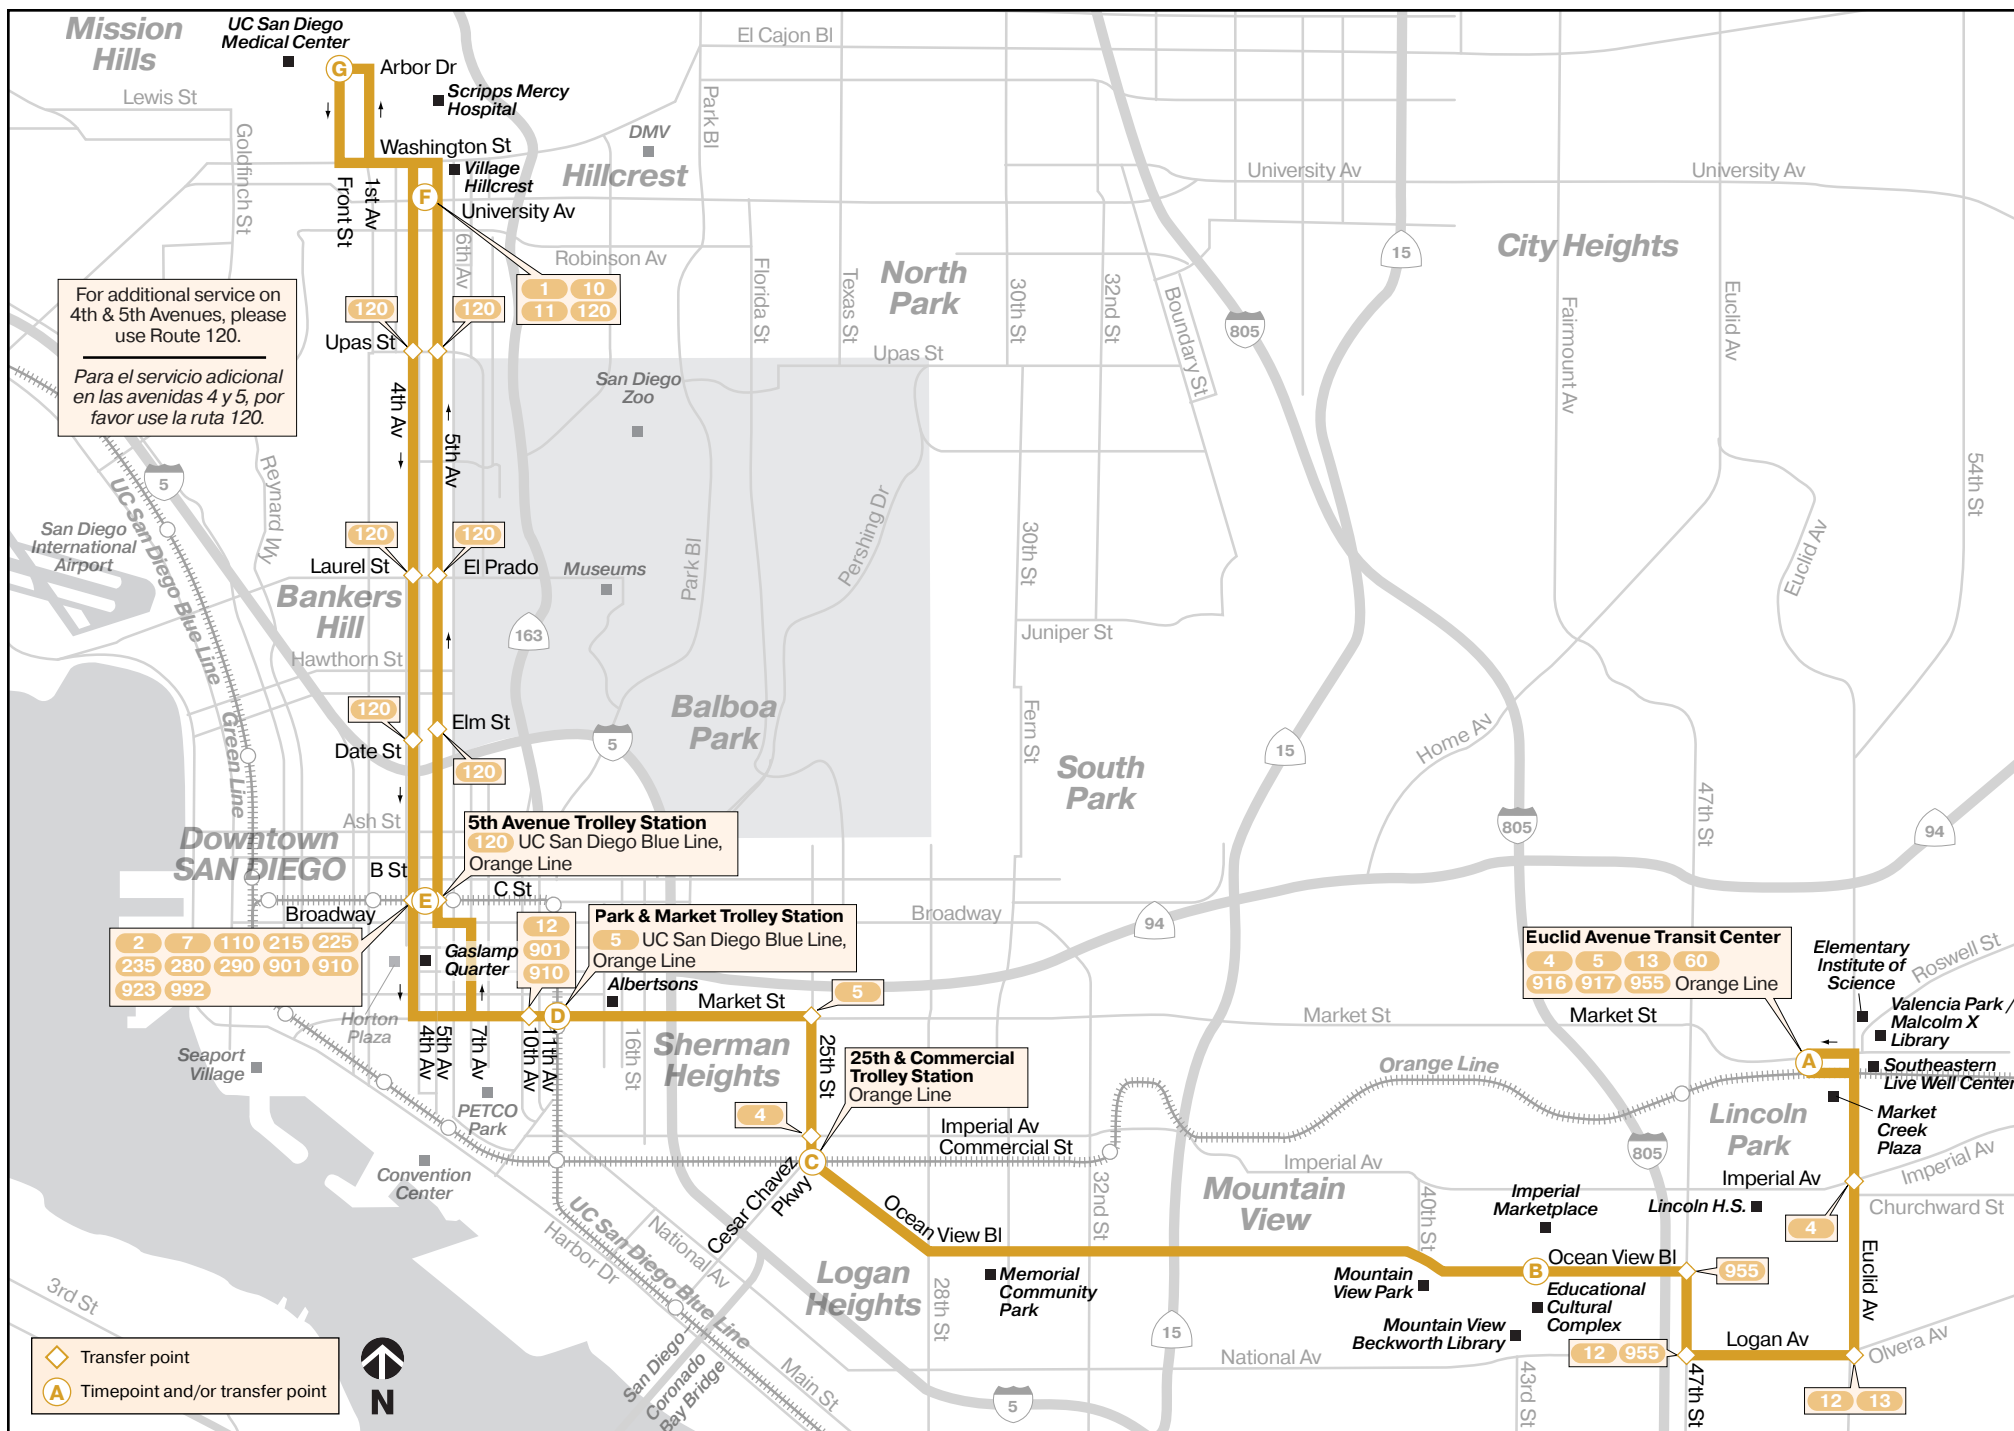 Mission
Hills
UC San Diego
Medical Center
G
Arbor Dr
Scripps Mercy
Hospital
Lewis St
Goldfinch St
Washington St
Village
Hillcrest
DMV
Hillcrest
El Cajon Bl
Park Bl
University Av
University Av
Front St
1st Av
F
University Av
6th Av
Robinson Av
1 10
11 120
Florida St
Texas St
North
Park
30th St
32nd St
Boundary St
15
805
City Heights
Fairmount Av
Euclid Av
For additional service on
4th & 5th Avenues, please
use Route 120.
Para el servicio adicional
en las avenidas 4 y 5, por
favor use la ruta 120.
120
120
Upas St
Upas St
4th Av
5th Av
San Diego
Zoo
5
Reynard Wy
UC San Diego Blue Line
Green Line
San Diego
International
Airport
120
120
Laurel St
El Prado
Museums
Park Bl
Pershing Dr
30th St
Euclid Av
54th St
Bankers
Hill
163
Juniper St
Hawthorn St
Balboa
Park
120
Elm St
Date St
120
5
Fern St
South
Park
15
Home Av
47th St
805
94
Ash St
Downtown
SAN DIEGO
5th Avenue Trolley Station
120 UC San Diego Blue Line,
Orange Line
B St
E
C St
Broadway
2 7 110 215 225
235 280 290 901 910
923 992
Gaslamp
Quarter
12
901
910
Park & Market Trolley Station
5 UC San Diego Blue Line,
Orange Line
Albertsons
Broadway
94
Euclid Avenue Transit Center
4 5 13 60
916 917 955 Orange Line
Elementary
Institute of
Science
Roswell St
Valencia Park /
Malcolm X
Library
Horton
Plaza
Market St
5
D
Market St
Market St
4th Av
5th Av
7th Av
10th Av
11th Av
16th St
Sherman
Heights
25th St
25th & Commercial
Trolley Station
Orange Line
Orange Line
A
Southeastern
Live Well Center
Market
Creek
Plaza
Lincoln
Park
Seaport
Village
PETCO
Park
4
Imperial Av
Commercial St
C
Convention
Center
Cesar Chavez
Pkwy
32nd St
Imperial Av
Mountain
View
40th St
Imperial
Marketplace
805
Imperial Av
Imperial Av
Lincoln H.S.
4
Churchward St
Harbor Dr
UC San Diego Blue Line
National Av
Ocean View Bl
Ocean View Bl
B
955
Euclid Av
Logan
Heights
28th St
Memorial
Community
Park
Mountain
View Park
Educational
Cultural
Complex
Mountain View
Beckworth Library
3rd St
San Diego
Coronado
Bay Bridge
Main St
15
National Av
12 955
43rd St
47th St
Logan Av
Olvera Av
5
12 13
Transfer point
A Timepoint and/or transfer point
N